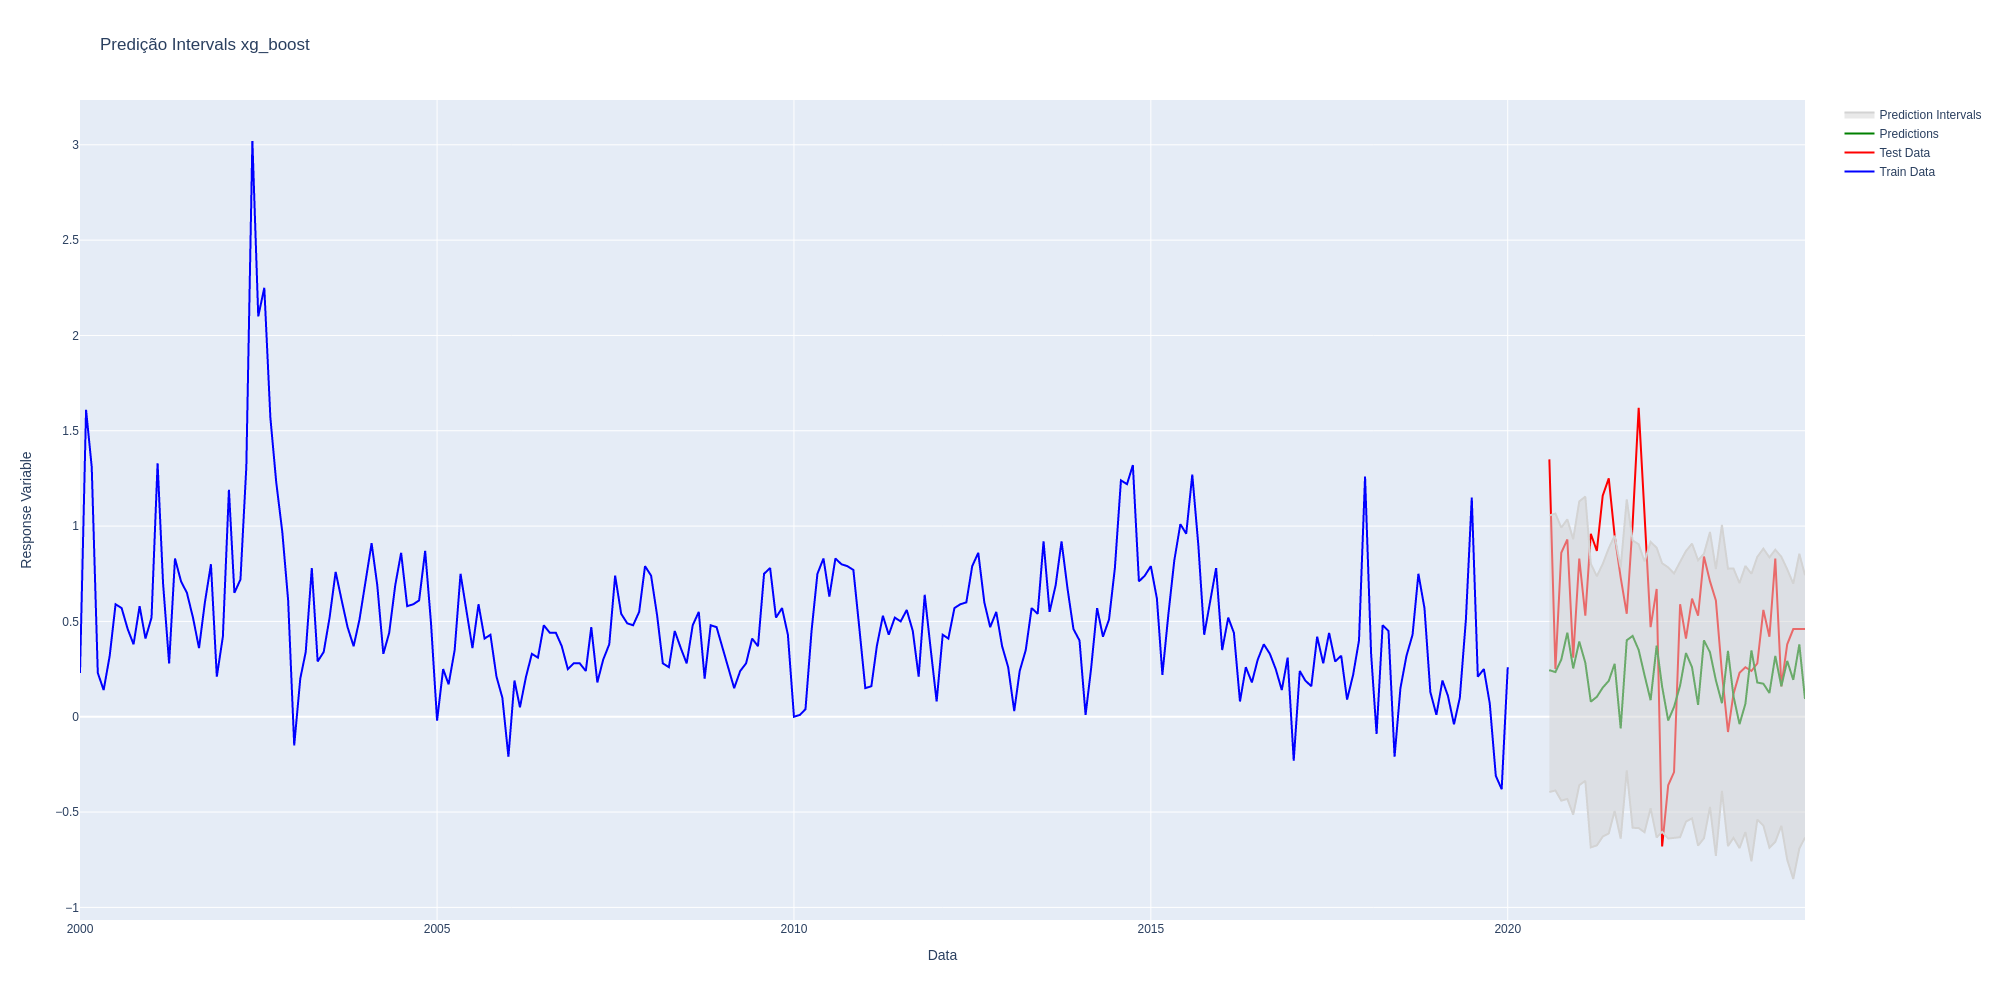 Predição Intervals xg_boost
Prediction Intervals
Predictions
Test Data
Train Data
Response Variable
3
2.5
2
1.5
1
0.5
0
−0.5
−1
2000
2005
2010
2015
2020
Data